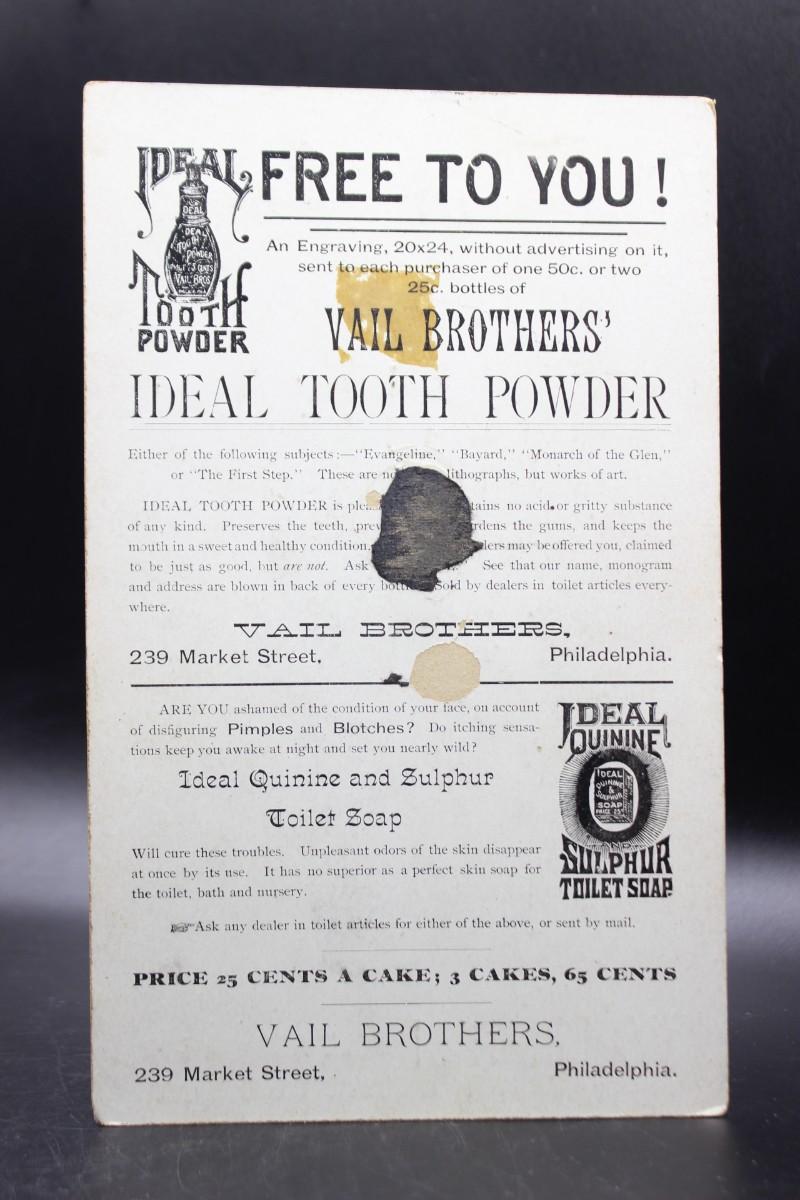 IDEAL
TOOTH
POWDER
FREE TO YOU!
An Engraving, 20x24, without advertising on it,
sent to each purchaser of one 50c. or two
25c. bottles of
VAIL BROTHERS'
IDEAL TOOTH POWDER
Either of the following subjects:—"Evangeline," "Bayard," "Monarch of the Glen,"
or "The First Step." These are lithographs, but works of art.
IDEAL TOOTH POWDER is no acid or gritty substance
of any kind. Preserves the teeth, the gums, and keeps the
mouth in a sweet and healthy condition. may be offered you, claimed
to be just as good, but are not. Ask See that our name, monogram
and address are blown in back of every Sold by dealers in toilet articles every-
where.
VAIL BROTHERS,
239 Market Street, Philadelphia.
ARE YOU ashamed of the condition of your face, on account
of disfiguring Pimples and Blotches? Do itching sensa-
tions keep you awake at night and set you nearly wild?
Ideal Quinine and Sulphur
Toilet Soap
Will cure these troubles. Unpleasant odors of the skin disappear
at once by its use. It has no superior as a perfect skin soap for
the toilet, bath and nursery.
IDEAL
QUININE
IDEAL
QUININE
&
SULPHUR
SOAP
PRICE 25¢
AND
SULPHUR
TOILET SOAP
☞Ask any dealer in toilet articles for either of the above, or sent by mail.
PRICE 25 CENTS A CAKE; 3 CAKES, 65 CENTS
VAIL BROTHERS,
239 Market Street, Philadelphia.